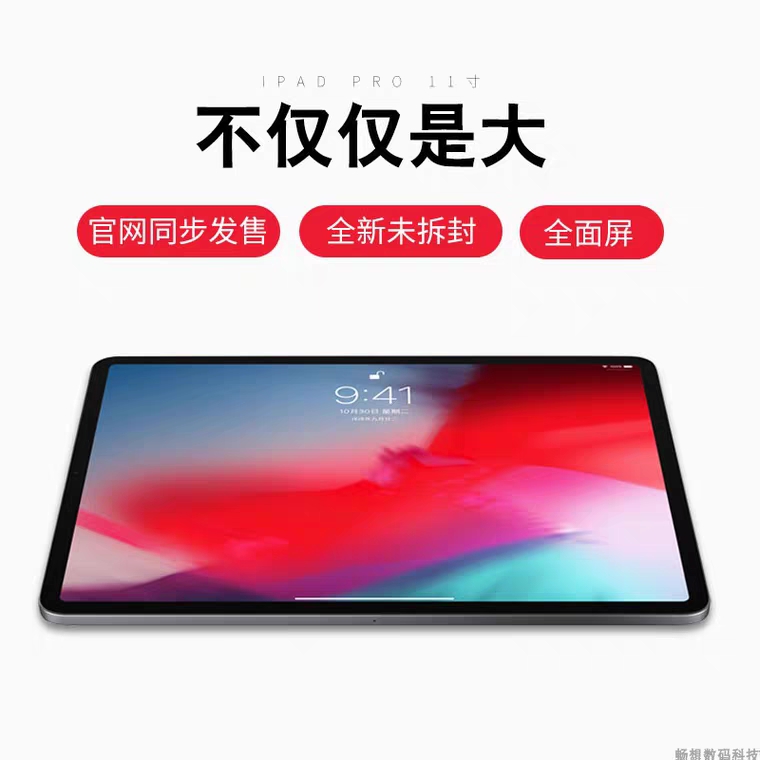 IPAD PRO 11寸
不仅仅是大
官网同步发售 全新未拆封 全面屏
9:41
10月30日 星期二
畅想数码科技